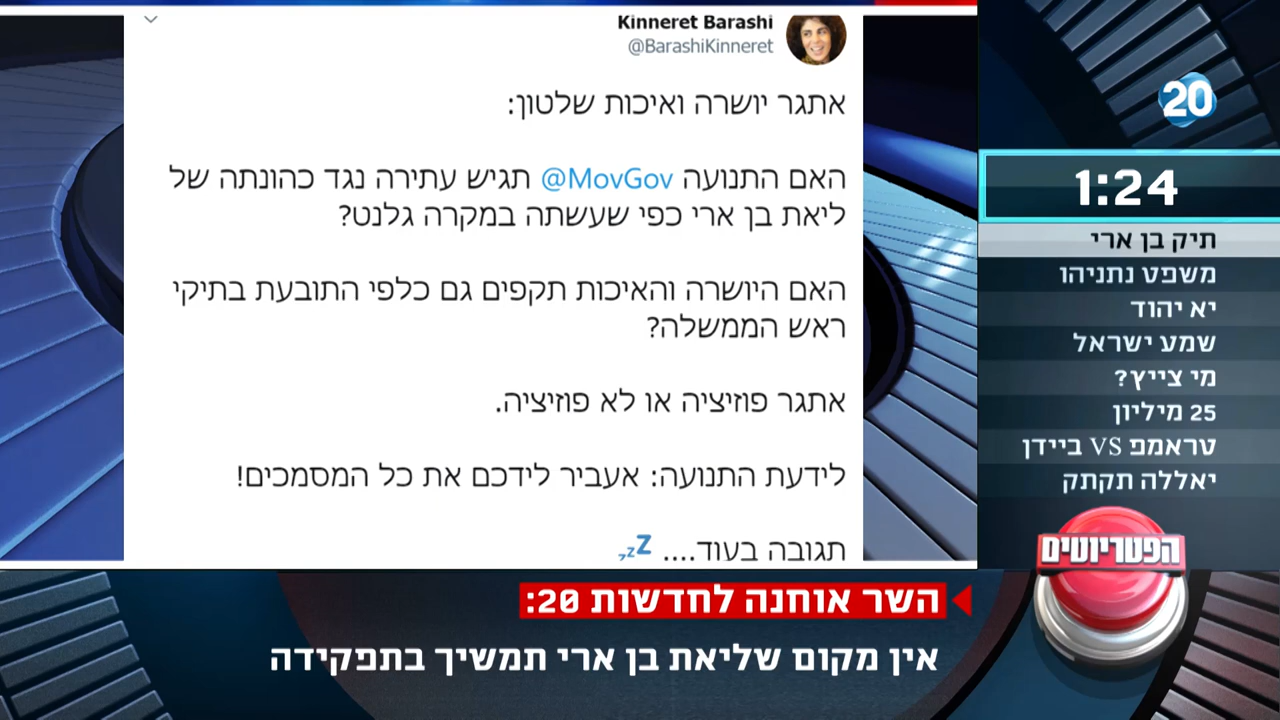 Kinneret Barashi
@BarashiKinneret
אתגר יושרה ואיכות שלטון:
האם התנועה @MovGov תגיש עתירה נגד כהונתה של
ליאת בן ארי כפי שעשתה במקרה גלנט?
האם היושרה והאיכות תקפים גם כלפי התובעת בתיקי
ראש הממשלה?
אתגר פוזיציה או לא פוזיציה.
לידעת התנועה: אעביר לידכם את כל המסמכים!
תגובה בעוד.... 💤
20
1:24
תיק בן ארי
משפט נתניהו
יא יהוד
שמע ישראל
מי צייץ?
25 מיליון
טראמפ VS ביידן
יאללה תקתק
הפטריוטים
השר אוחנה לחדשות 20:
אין מקום שליאת בן ארי תמשיך בתפקידה